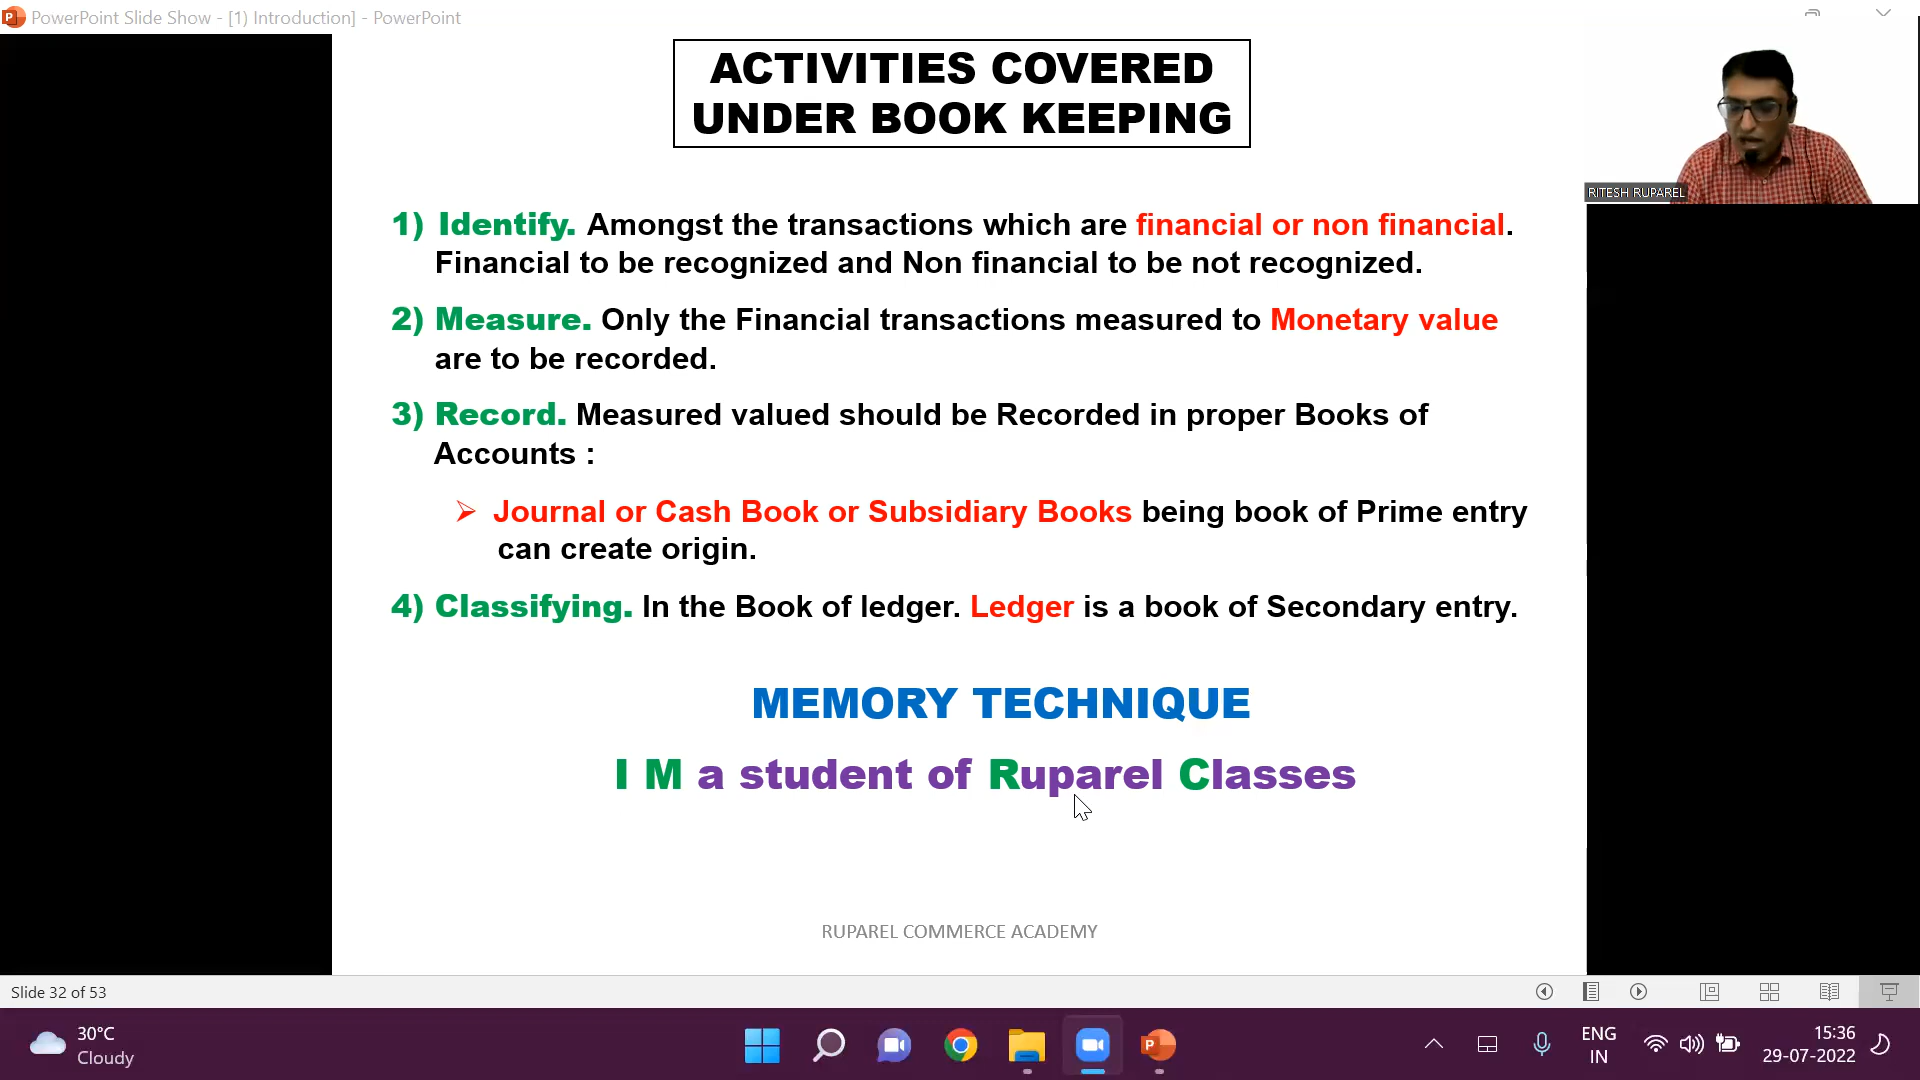 PowerPoint Slide Show - [1) Introduction] - PowerPoint
ACTIVITIES COVERED
UNDER BOOK KEEPING
RITESH RUPAREL
1) Identify. Amongst the transactions which are financial or non financial.
Financial to be recognized and Non financial to be not recognized.
2) Measure. Only the Financial transactions measured to Monetary value
are to be recorded.
3) Record. Measured valued should be Recorded in proper Books of
Accounts :
➢ Journal or Cash Book or Subsidiary Books being book of Prime entry
can create origin.
4) Classifying. In the Book of ledger. Ledger is a book of Secondary entry.
MEMORY TECHNIQUE
I M a student of Ruparel Classes
RUPAREL COMMERCE ACADEMY
Slide 32 of 53
30°C
Cloudy
ENG
IN
15:36
29-07-2022